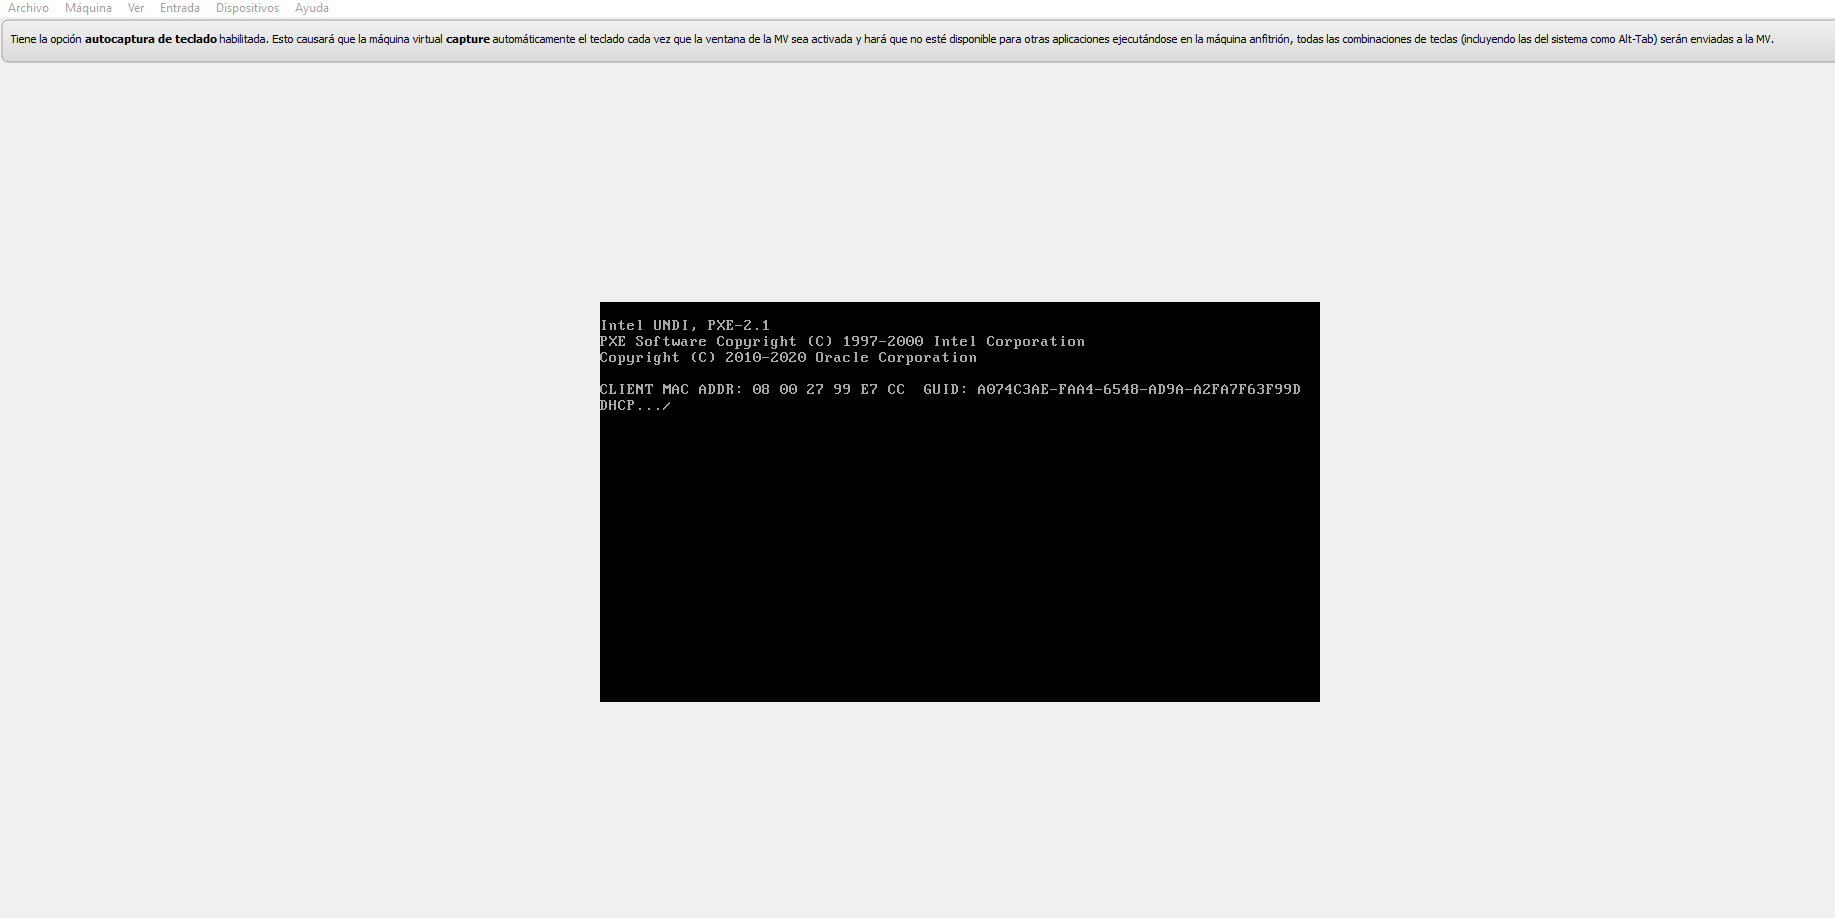 Archivo Máquina Ver Entrada Dispositivos Ayuda
Tiene la opción autocaptura de teclado habilitada. Esto causará que la máquina virtual capture automáticamente el teclado cada vez que la ventana de la MV sea activada y hará que no esté disponible para otras aplicaciones ejecutándose en la máquina anfitrión, todas las combinaciones de teclas (incluyendo las del sistema como Alt-Tab) serán enviadas a la MV.
Intel UNDI, PXE-2.1
PXE Software Copyright (C) 1997-2000 Intel Corporation
Copyright (C) 2010-2020 Oracle Corporation
CLIENT MAC ADDR: 08 00 27 99 E7 CC  GUID: A074C3AE-FAA4-6548-AD9A-A2FA7F63F99D
DHCP.../